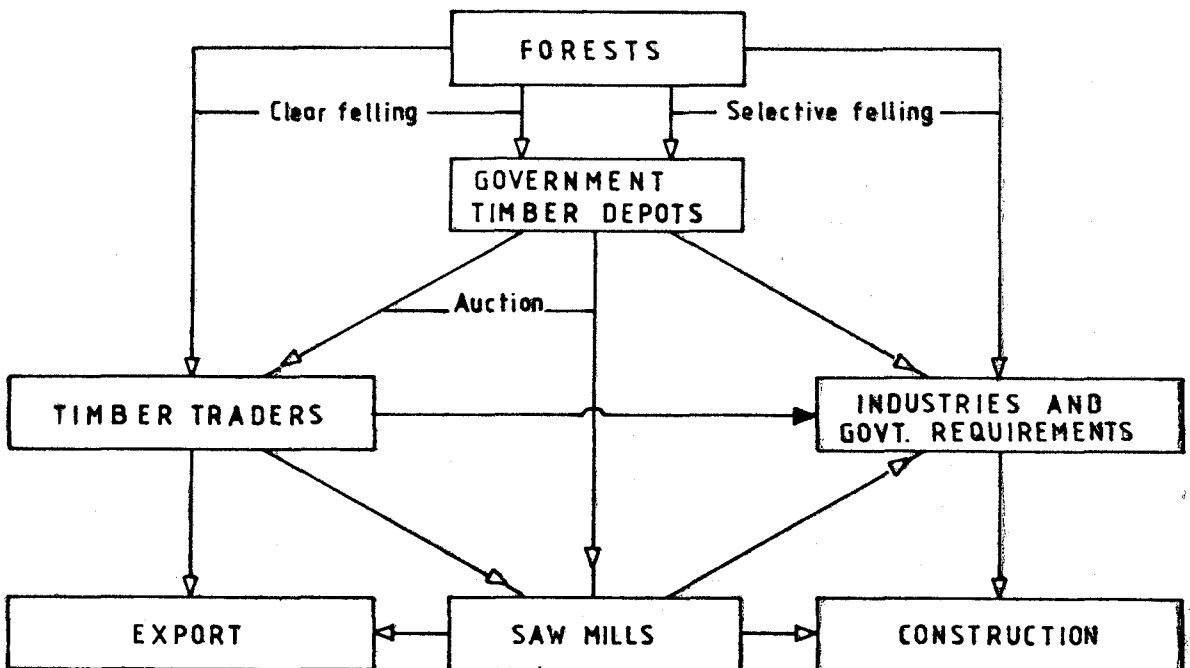 FORESTS
Clear felling
Selective felling
GOVERNMENT
TIMBER DEPOTS
Auction
TIMBER TRADERS
INDUSTRIES AND
GOVT. REQUIREMENTS
EXPORT
SAW MILLS
CONSTRUCTION